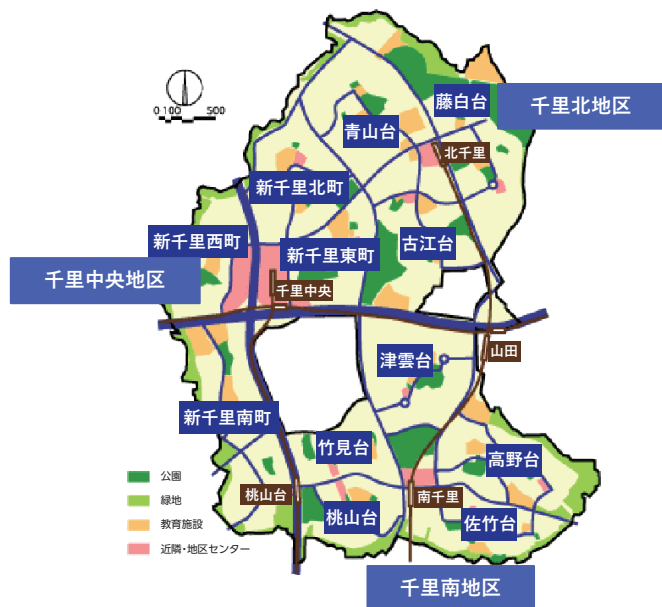 0 100 500
藤白台
千里北地区
青山台
北千里
新千里北町
新千里西町
新千里東町
古江台
千里中央地区
千里中央
山田
津雲台
新千里南町
竹見台
高野台
公園
緑地
桃山台
南千里
教育施設
桃山台
佐竹台
近隣・地区センター
千里南地区